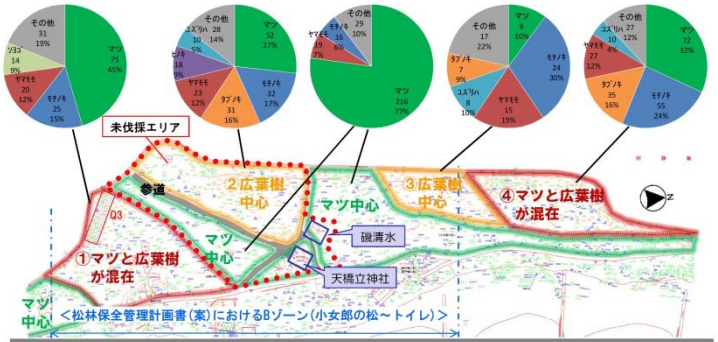 その他
31
19%
ソヨゴ
14
9%
ヤマモモ
20
12%
モチノキ
25
15%
マツ
75
45%
その他
28
14%
ユズリハ
10
5%
ヒノキ
18
9%
ヤマモモ
23
12%
タブノキ
31
16%
モチノキ
32
17%
マツ
52
27%
その他
29
10%
モチノキ
16
6%
ヤマモモ
19
7%
マツ
216
77%
その他
17
22%
タブノキ
7
9%
ユズリハ
8
10%
ヤマモモ
15
19%
モチノキ
24
30%
マツ
8
10%
その他
27
12%
ユズリハ
10
4%
ヤマモモ
27
12%
タブノキ
35
16%
モチノキ
55
24%
マツ
72
32%
未伐採エリア
参道
Q3
2広葉樹
中心
マツ中心
③広葉樹
中心
④マツと広葉樹
が混在
N
マツ
中心
①マツと広葉樹
が混在
磯清水
天橋立神社
マツ
中心
<松林保全管理計画書(案)におけるBゾーン(小女郎の松~トイレ)>